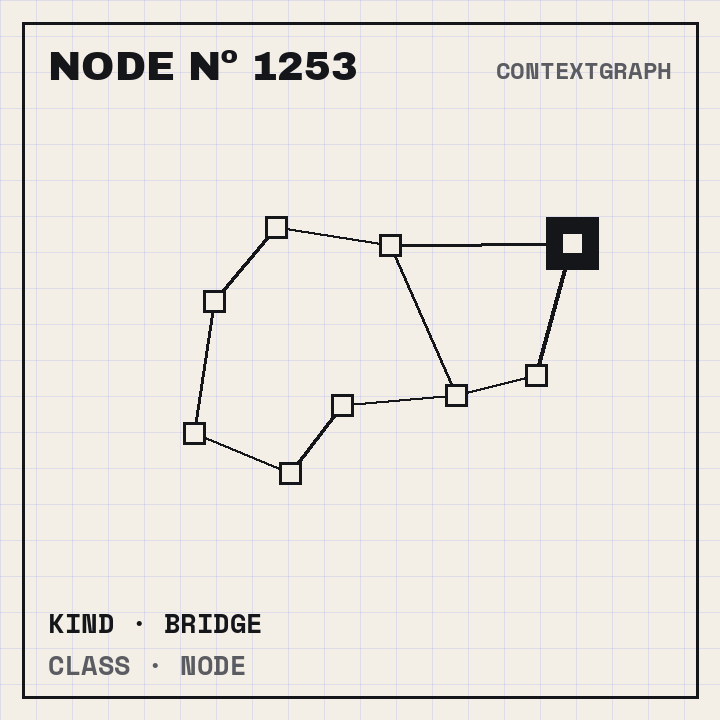 NODE Nº 1253
CONTEXTGRAPH
KIND · BRIDGE
CLASS · NODE